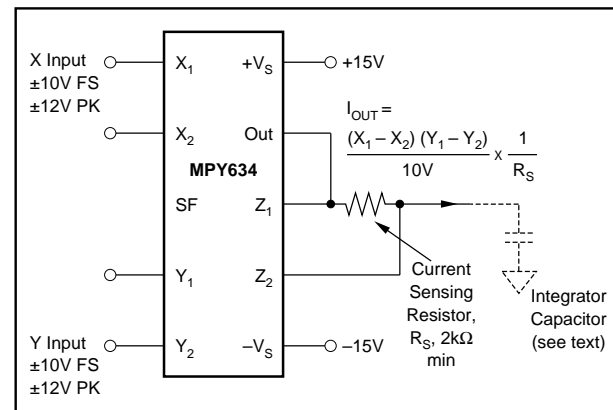 X Input
±10V FS
±12V PK
X1
+VS
+15V
X2
Out
MPY634
SF
Z1
Y1
Z2
Y Input
±10V FS
±12V PK
Y2
–VS
–15V
IOUT =
(X1 – X2) (Y1 – Y2)
10V
x
1
RS
Current
Sensing
Resistor,
RS, 2kΩ
min
Integrator
Capacitor
(see text)